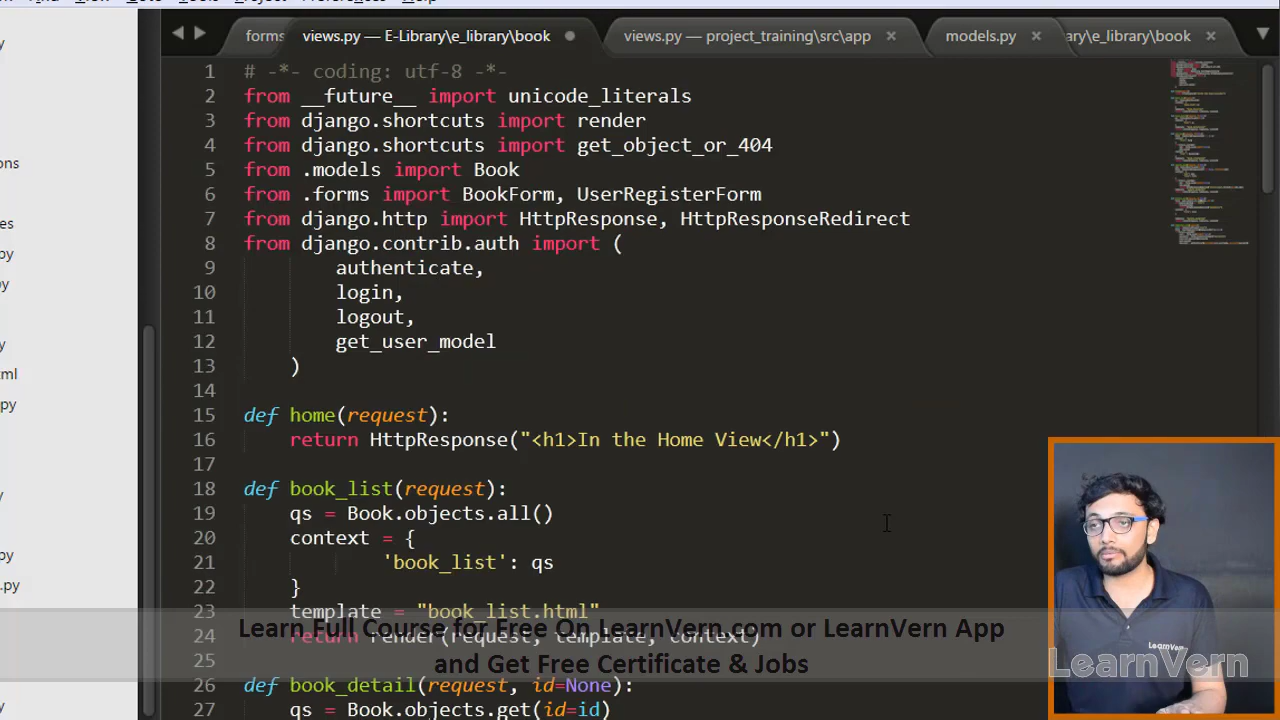 forms
views.py — E-Library\e_library\book
views.py — project_training\src\app
models.py
ary\e_library\book
1 # -*- coding: utf-8 -*-
2 from __future__ import unicode_literals
3 from django.shortcuts import render
4 from django.shortcuts import get_object_or_404
5 from .models import Book
6 from .forms import BookForm, UserRegisterForm
7 from django.http import HttpResponse, HttpResponseRedirect
8 from django.contrib.auth import (
9 authenticate,
10 login,
11 logout,
12 get_user_model
13 )
14
15 def home(request):
16 return HttpResponse("<h1>In the Home View</h1>")
17
18 def book_list(request):
19 qs = Book.objects.all()
20 context = {
21 'book_list': qs
22 }
23 template = "book_list.html"
24 return render(request, template, context)
25
26 def book_detail(request, id=None):
27 qs = Book.objects.get(id=id)
Learn Full Course for Free On LearnVern.com or LearnVern App
and Get Free Certificate & Jobs
LearnVern
LearnVern